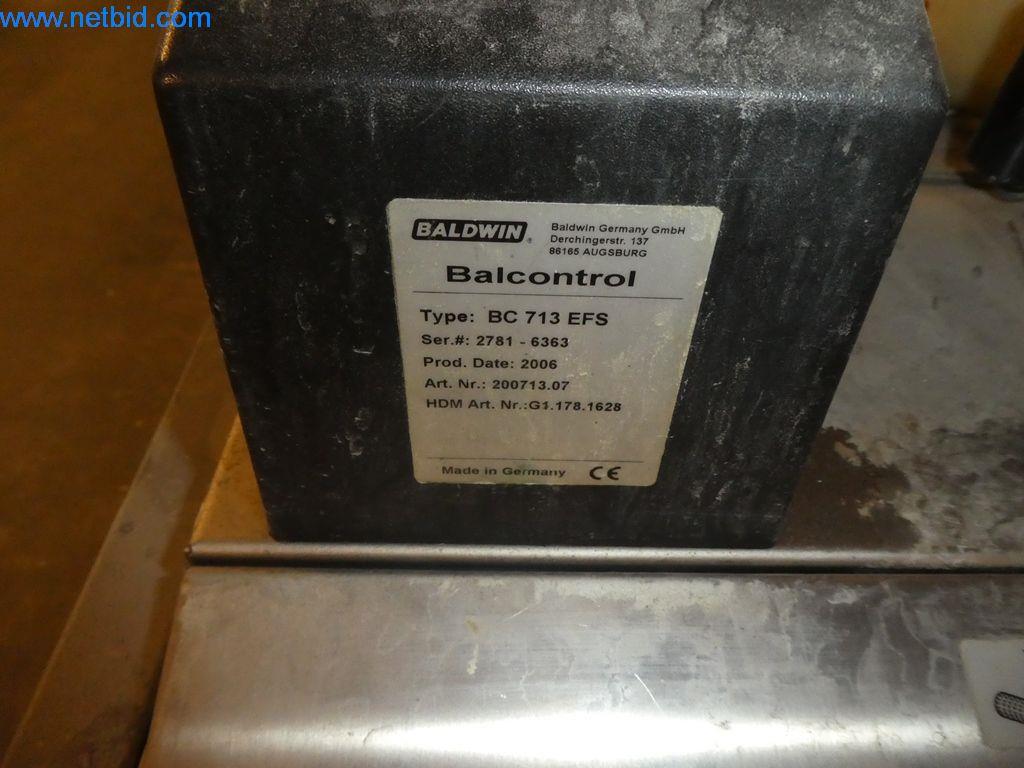 www.netbid.com
BALDWIN®
Baldwin Germany GmbH
Derchingerstr. 137
86165 AUGSBURG
Balcontrol
Type: BC 713 EFS
Ser.#: 2781 - 6363
Prod. Date: 2006
Art. Nr.: 200713.07
HDM Art. Nr.:G1.178.1628
Made in Germany CE